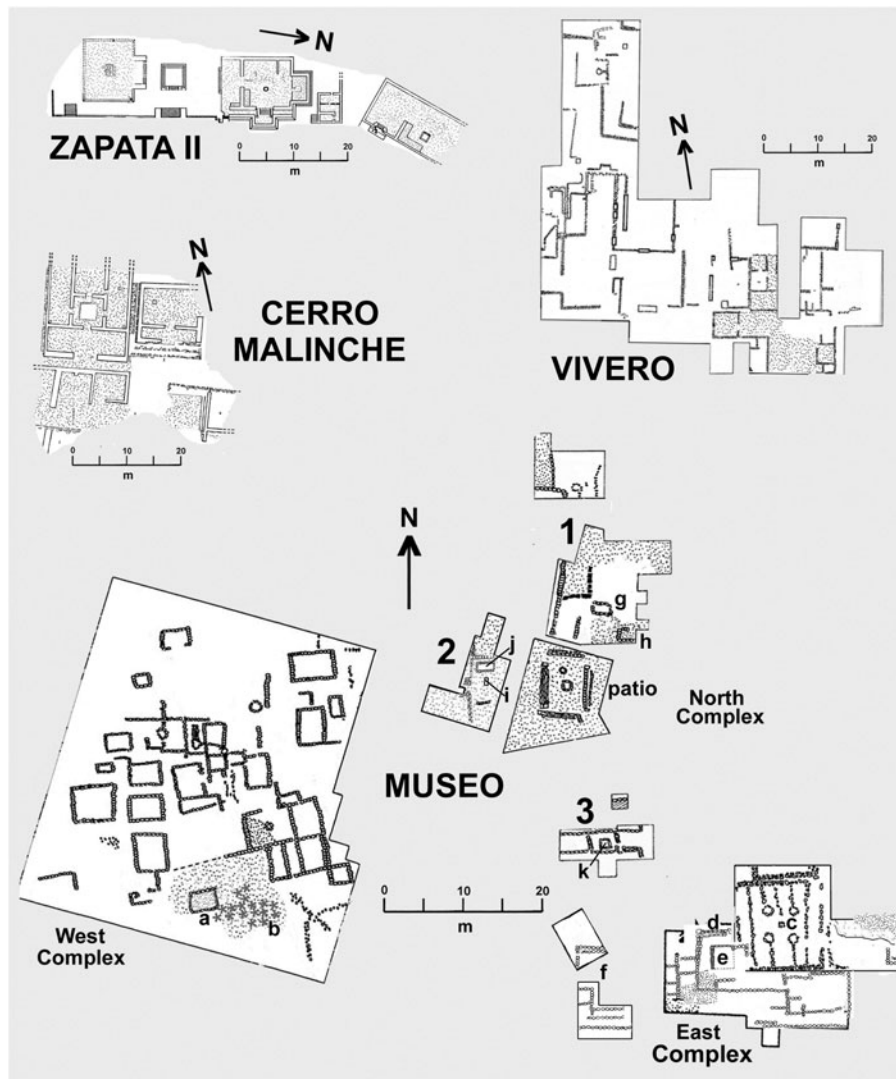 N
ZAPATA II
0 10 20
m
N
0 10 20
m
VIVERO
N
CERRO
MALINCHE
0 10 20
m
N
1
g
h
2
j
i
patio
North
Complex
MUSEO
3
k
0 10 20
m
a
b
West
Complex
d
c
e
f
East
Complex